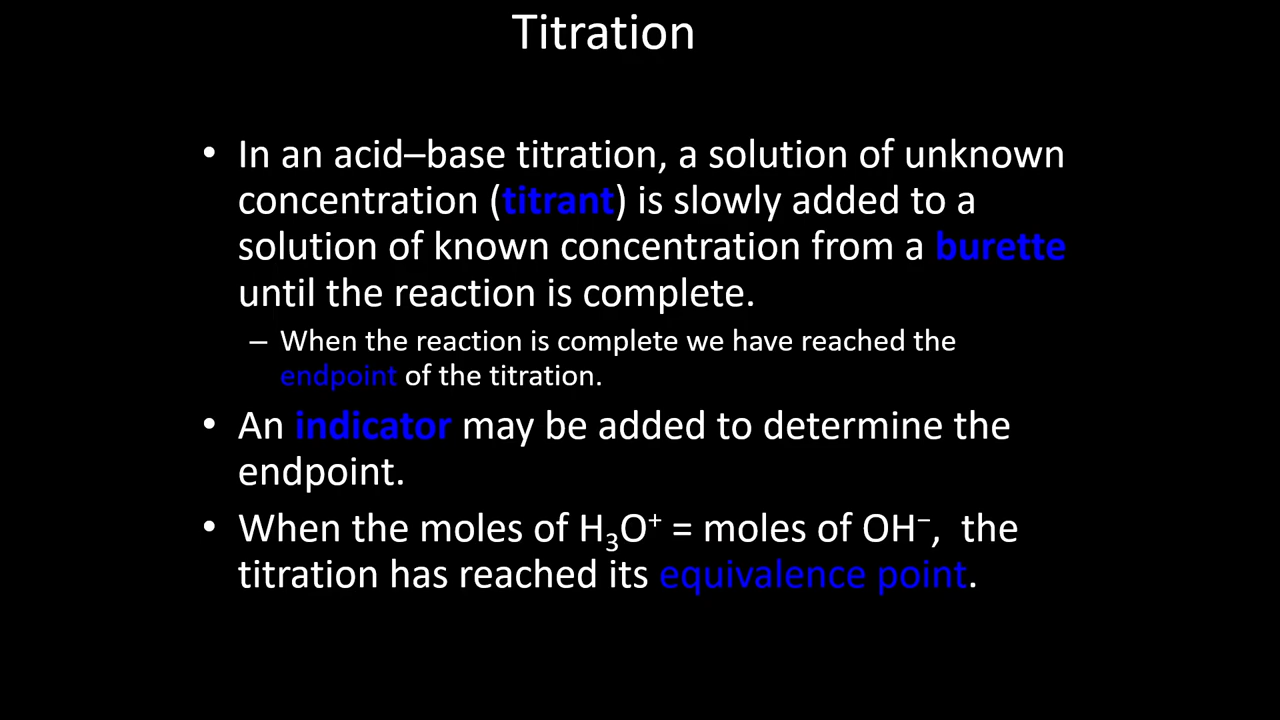 Titration
• In an acid–base titration, a solution of unknown
concentration (titrant) is slowly added to a
solution of known concentration from a burette
until the reaction is complete.
– When the reaction is complete we have reached the
endpoint of the titration.
• An indicator may be added to determine the
endpoint.
• When the moles of H₃O⁺ = moles of OH⁻, the
titration has reached its equivalence point.